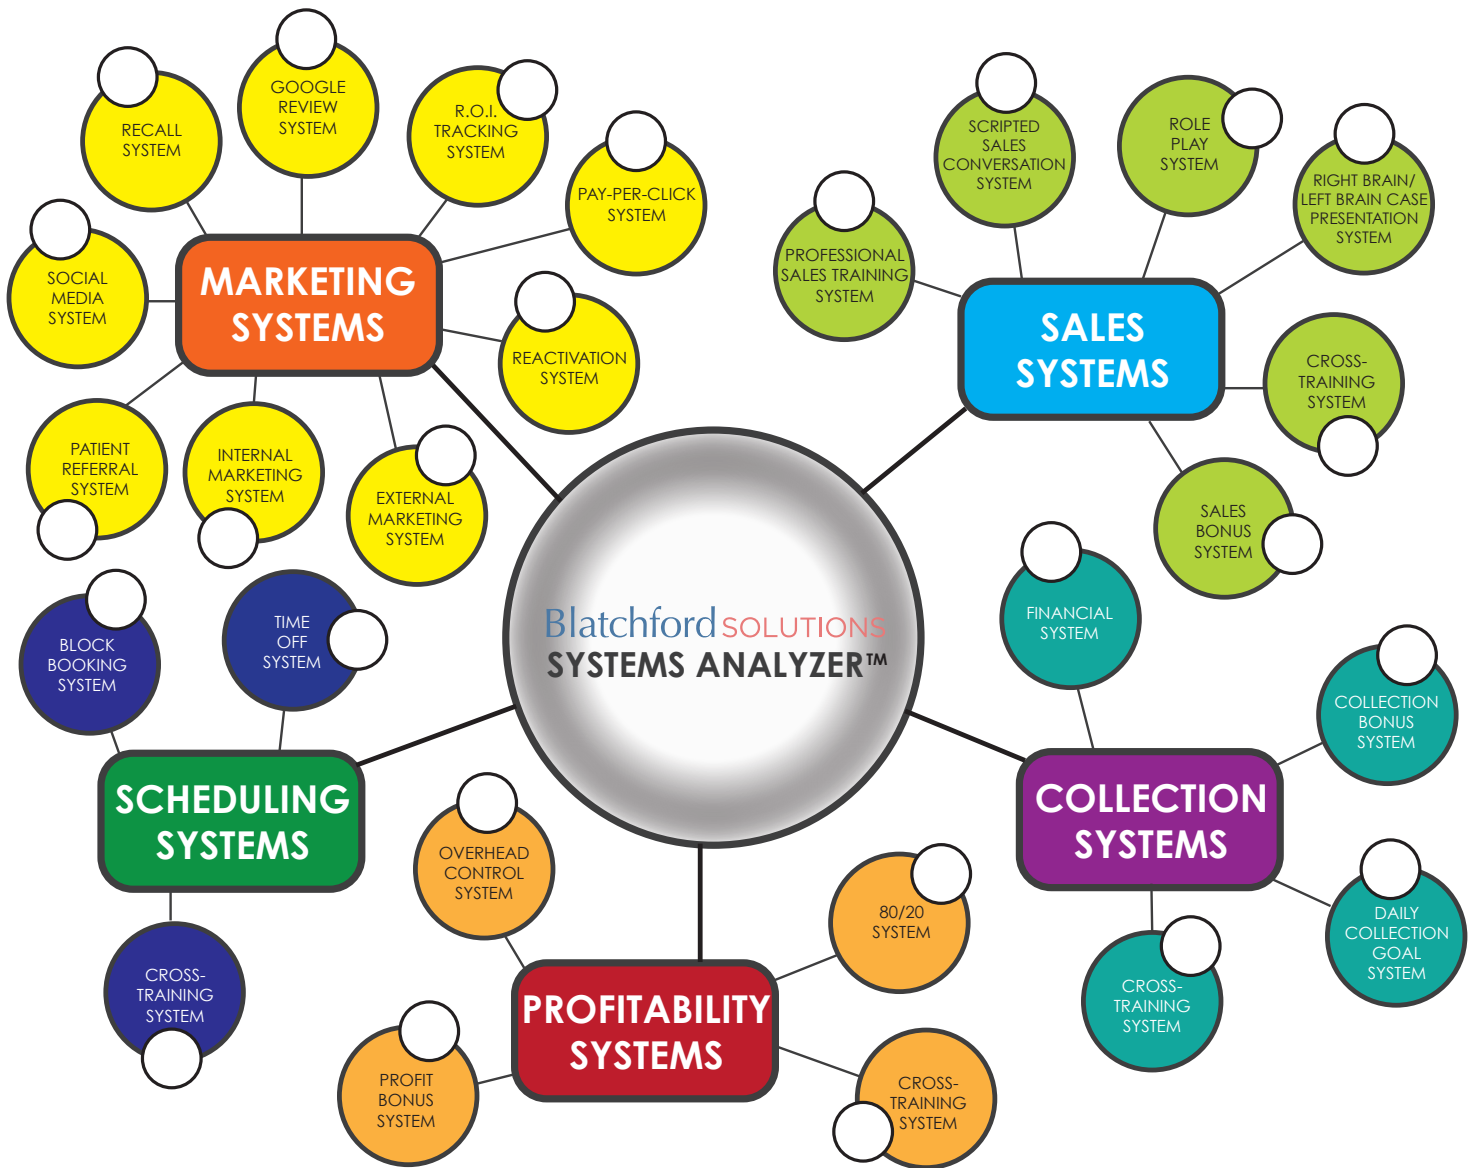 RECALL
SYSTEM
GOOGLE
REVIEW
SYSTEM
R.O.I.
TRACKING
SYSTEM
PAY-PER-CLICK
SYSTEM
SOCIAL
MEDIA
SYSTEM
MARKETING
SYSTEMS
REACTIVATION
SYSTEM
PATIENT
REFERRAL
SYSTEM
INTERNAL
MARKETING
SYSTEM
EXTERNAL
MARKETING
SYSTEM
SCRIPTED
SALES
CONVERSATION
SYSTEM
ROLE
PLAY
SYSTEM
RIGHT BRAIN/
LEFT BRAIN CASE
PRESENTATION
SYSTEM
PROFESSIONAL
SALES TRAINING
SYSTEM
SALES
SYSTEMS
CROSS-
TRAINING
SYSTEM
SALES
BONUS
SYSTEM
Blatchford SOLUTIONS
SYSTEMS ANALYZER™
BLOCK
BOOKING
SYSTEM
TIME
OFF
SYSTEM
SCHEDULING
SYSTEMS
CROSS-
TRAINING
SYSTEM
OVERHEAD
CONTROL
SYSTEM
80/20
SYSTEM
PROFITABILITY
SYSTEMS
PROFIT
BONUS
SYSTEM
CROSS-
TRAINING
SYSTEM
FINANCIAL
SYSTEM
COLLECTION
BONUS
SYSTEM
COLLECTION
SYSTEMS
DAILY
COLLECTION
GOAL
SYSTEM
CROSS-
TRAINING
SYSTEM